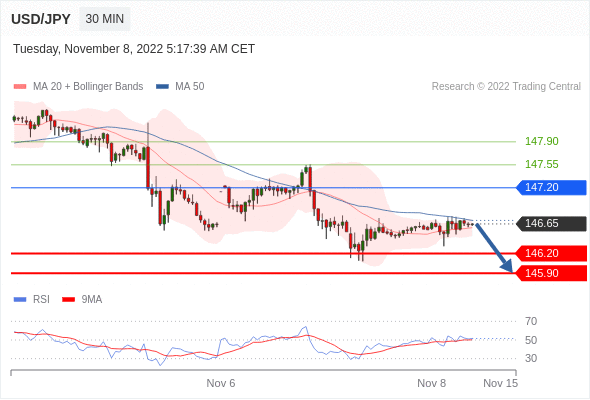 USD/JPY 30 MIN
Tuesday, November 8, 2022 5:17:39 AM CET
MA 20 + Bollinger Bands MA 50 Research © 2022 Trading Central
147.90
147.55
147.20
146.65
146.20
145.90
RSI 9MA
70
50
30
Nov 6 Nov 8 Nov 15